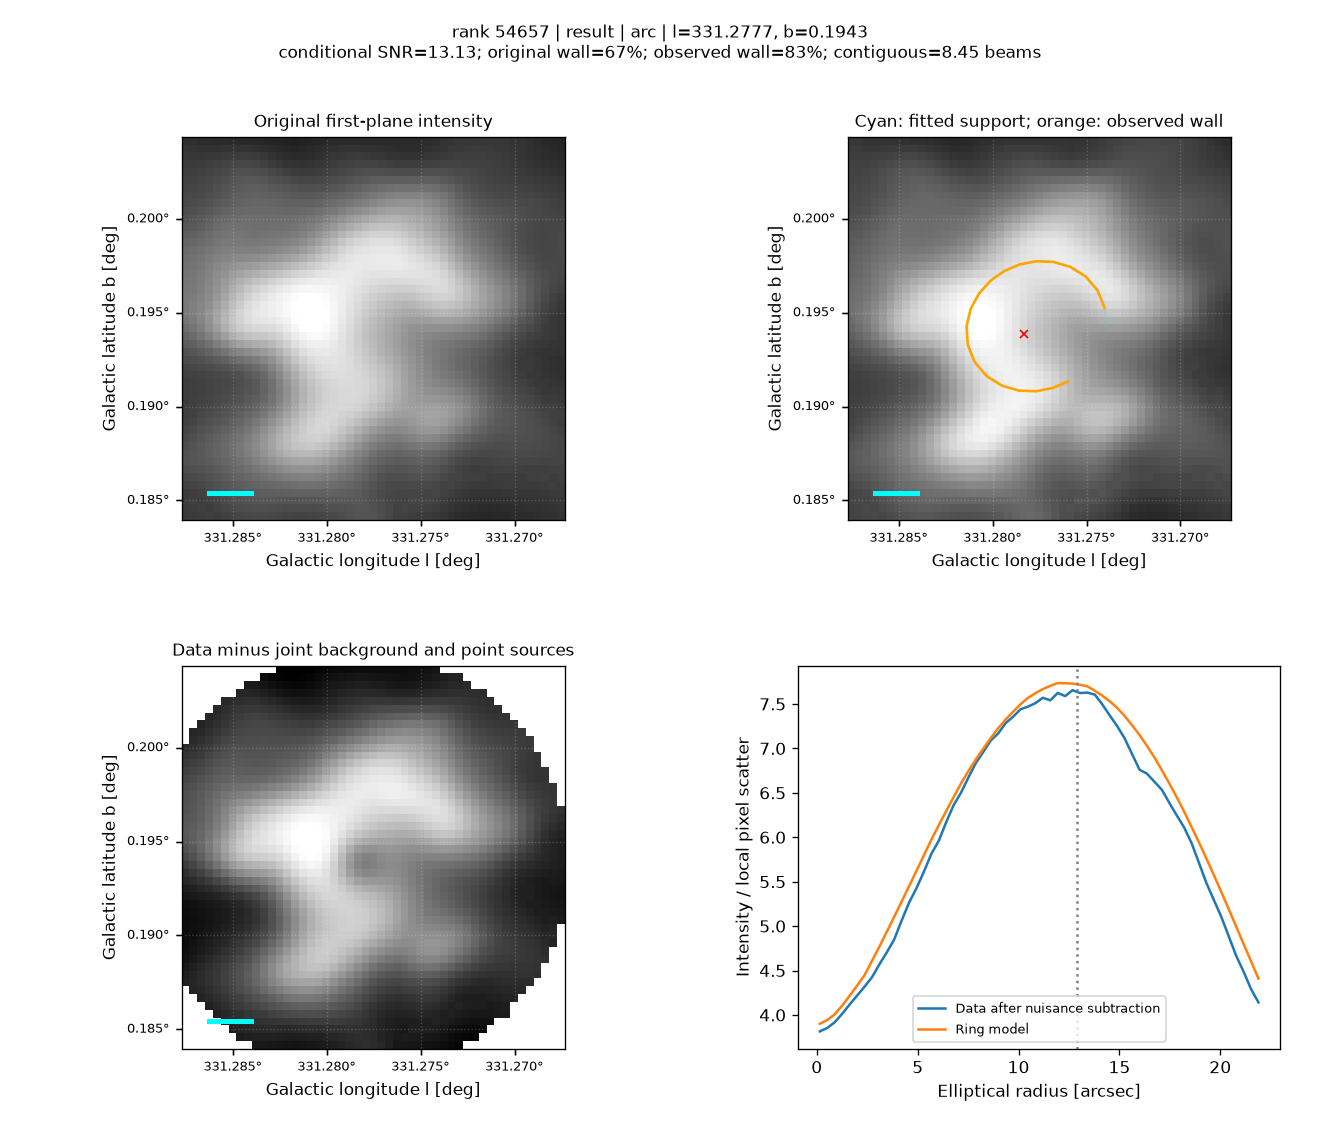 rank 54657 | result | arc | l=331.2777, b=0.1943
conditional SNR=13.13; original wall=67%; observed wall=83%; contiguous=8.45 beams
Original first-plane intensity
0.200°
0.195°
0.190°
0.185°
Galactic latitude b [deg]
331.285°
331.280°
331.275°
331.270°
Galactic longitude l [deg]
Cyan: fitted support; orange: observed wall
0.200°
0.195°
0.190°
0.185°
Galactic latitude b [deg]
331.285°
331.280°
331.275°
331.270°
Galactic longitude l [deg]
Data minus joint background and point sources
0.200°
0.195°
0.190°
0.185°
Galactic latitude b [deg]
331.285°
331.280°
331.275°
331.270°
Galactic longitude l [deg]
7.5
7.0
6.5
6.0
5.5
5.0
4.5
4.0
Intensity / local pixel scatter
Data after nuisance subtraction
Ring model
0
5
10
15
20
Elliptical radius [arcsec]